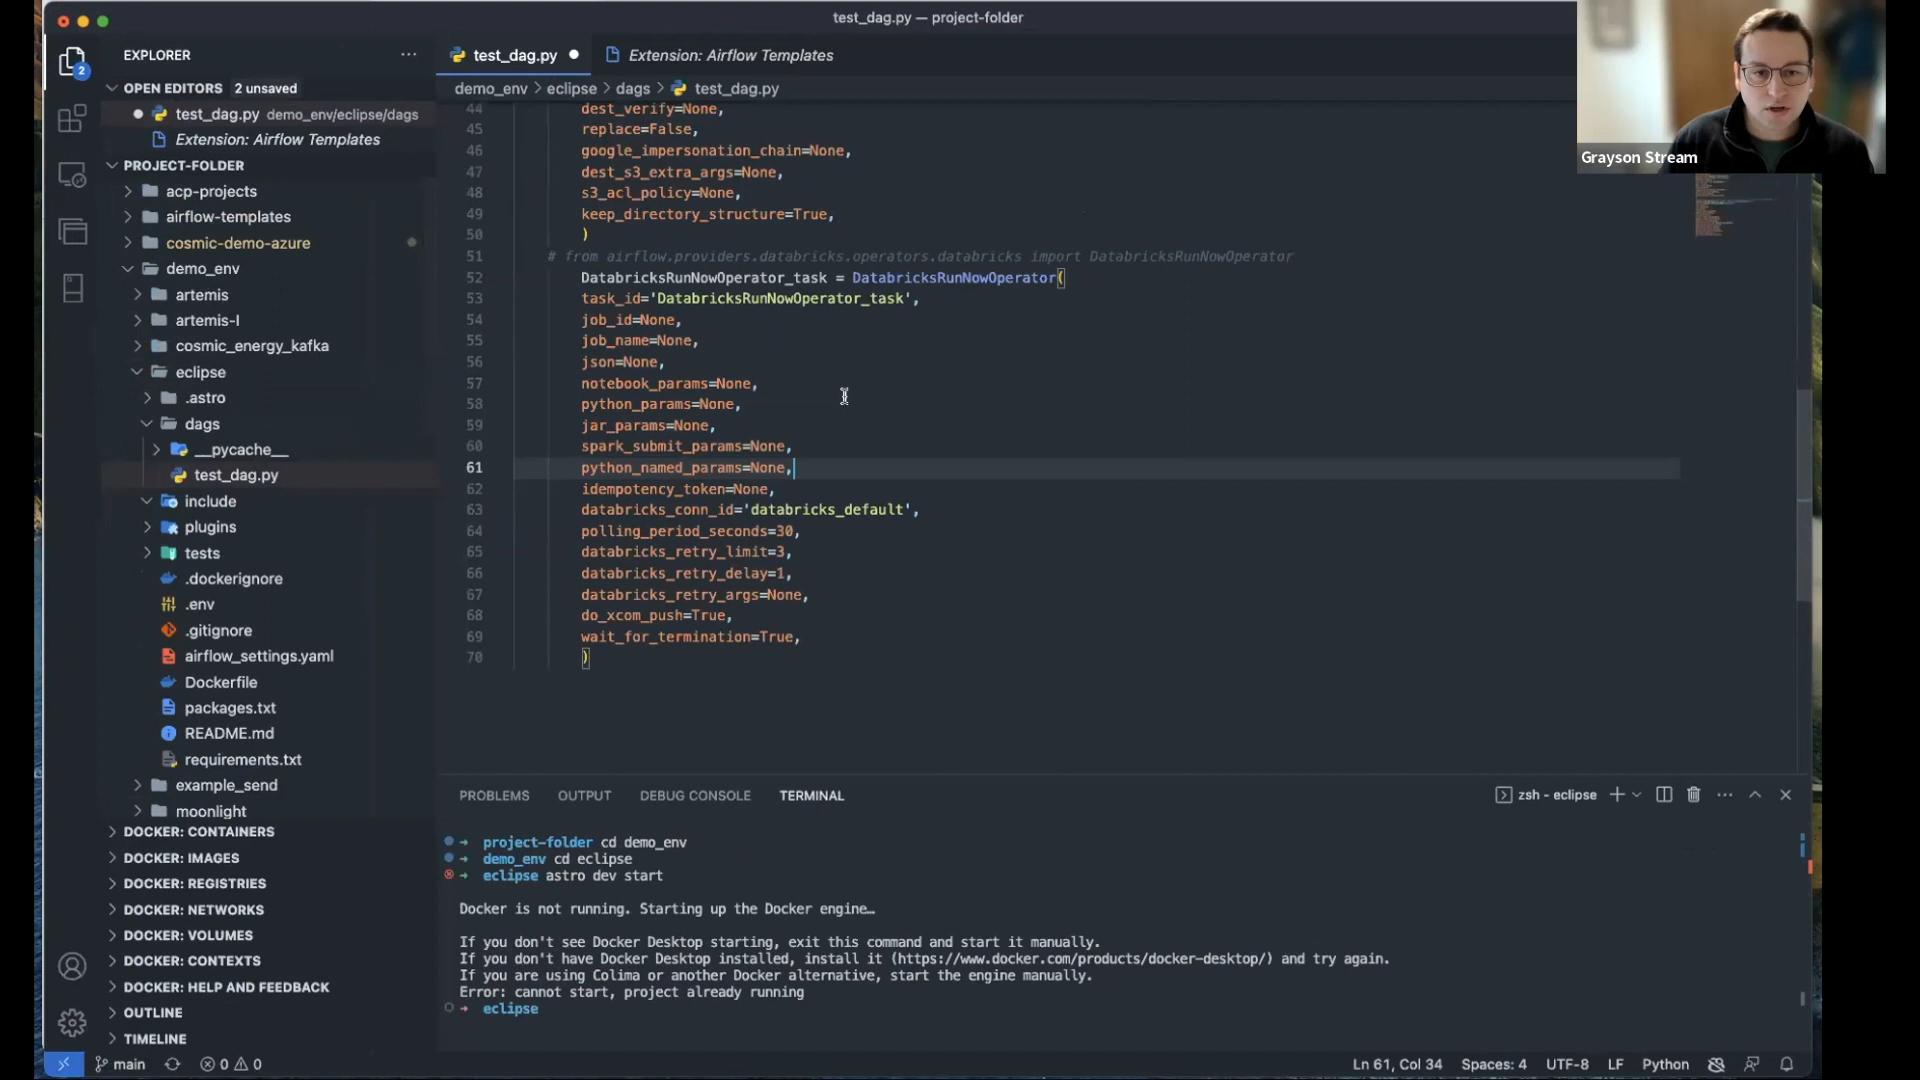 test_dag.py — project-folder
Grayson Stream
2
EXPLORER
OPEN EDITORS 2 unsaved
test_dag.py demo_env/eclipse/dags
Extension: Airflow Templates
PROJECT-FOLDER
acp-projects
airflow-templates
cosmic-demo-azure
demo_env
artemis
artemis-I
cosmic_energy_kafka
eclipse
.astro
dags
__pycache__
test_dag.py
include
plugins
tests
.dockerignore
.env
.gitignore
airflow_settings.yaml
Dockerfile
packages.txt
README.md
requirements.txt
example_send
moonlight
DOCKER: CONTAINERS
DOCKER: IMAGES
DOCKER: REGISTRIES
DOCKER: NETWORKS
DOCKER: VOLUMES
DOCKER: CONTEXTS
DOCKER: HELP AND FEEDBACK
OUTLINE
TIMELINE
test_dag.py Extension: Airflow Templates
demo_env > eclipse > dags > test_dag.py
44 dest_verify=None,
45 replace=False,
46 google_impersonation_chain=None,
47 dest_s3_extra_args=None,
48 s3_acl_policy=None,
49 keep_directory_structure=True,
50 )
51 # from airflow.providers.databricks.operators.databricks import DatabricksRunNowOperator
52 DatabricksRunNowOperator_task = DatabricksRunNowOperator(
53 task_id='DatabricksRunNowOperator_task',
54 job_id=None,
55 job_name=None,
56 json=None,
57 notebook_params=None,
58 python_params=None,
59 jar_params=None,
60 spark_submit_params=None,
61 python_named_params=None,
62 idempotency_token=None,
63 databricks_conn_id='databricks_default',
64 polling_period_seconds=30,
65 databricks_retry_limit=3,
66 databricks_retry_delay=1,
67 databricks_retry_args=None,
68 do_xcom_push=True,
69 wait_for_termination=True,
70 )
PROBLEMS OUTPUT DEBUG CONSOLE TERMINAL zsh - eclipse
project-folder cd demo_env
demo_env cd eclipse
eclipse astro dev start
Docker is not running. Starting up the Docker engine…
If you don't see Docker Desktop starting, exit this command and start it manually.
If you don't have Docker Desktop installed, install it (https://www.docker.com/products/docker-desktop/) and try again.
If you are using Colima or another Docker alternative, start the engine manually.
Error: cannot start, project already running
eclipse
main 0 0 Ln 61, Col 34 Spaces: 4 UTF-8 LF Python